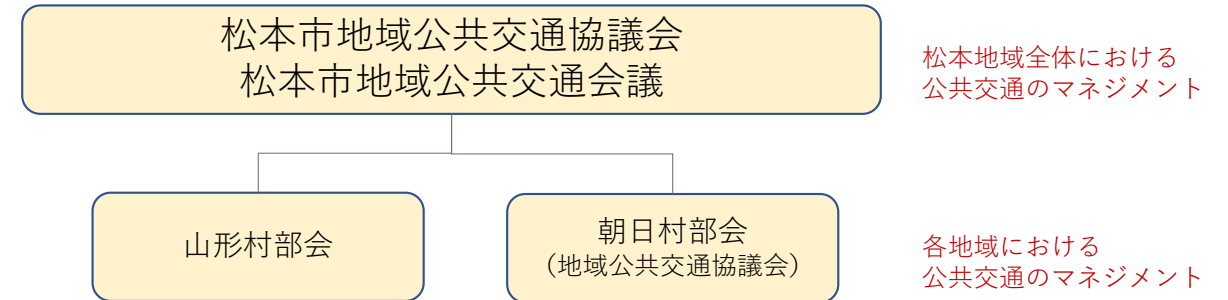 松本市地域公共交通協議会
松本市地域公共交通会議
松本地域全体における
公共交通のマネジメント
山形村部会
朝日村部会
（地域公共交通協議会）
各地域における
公共交通のマネジメント